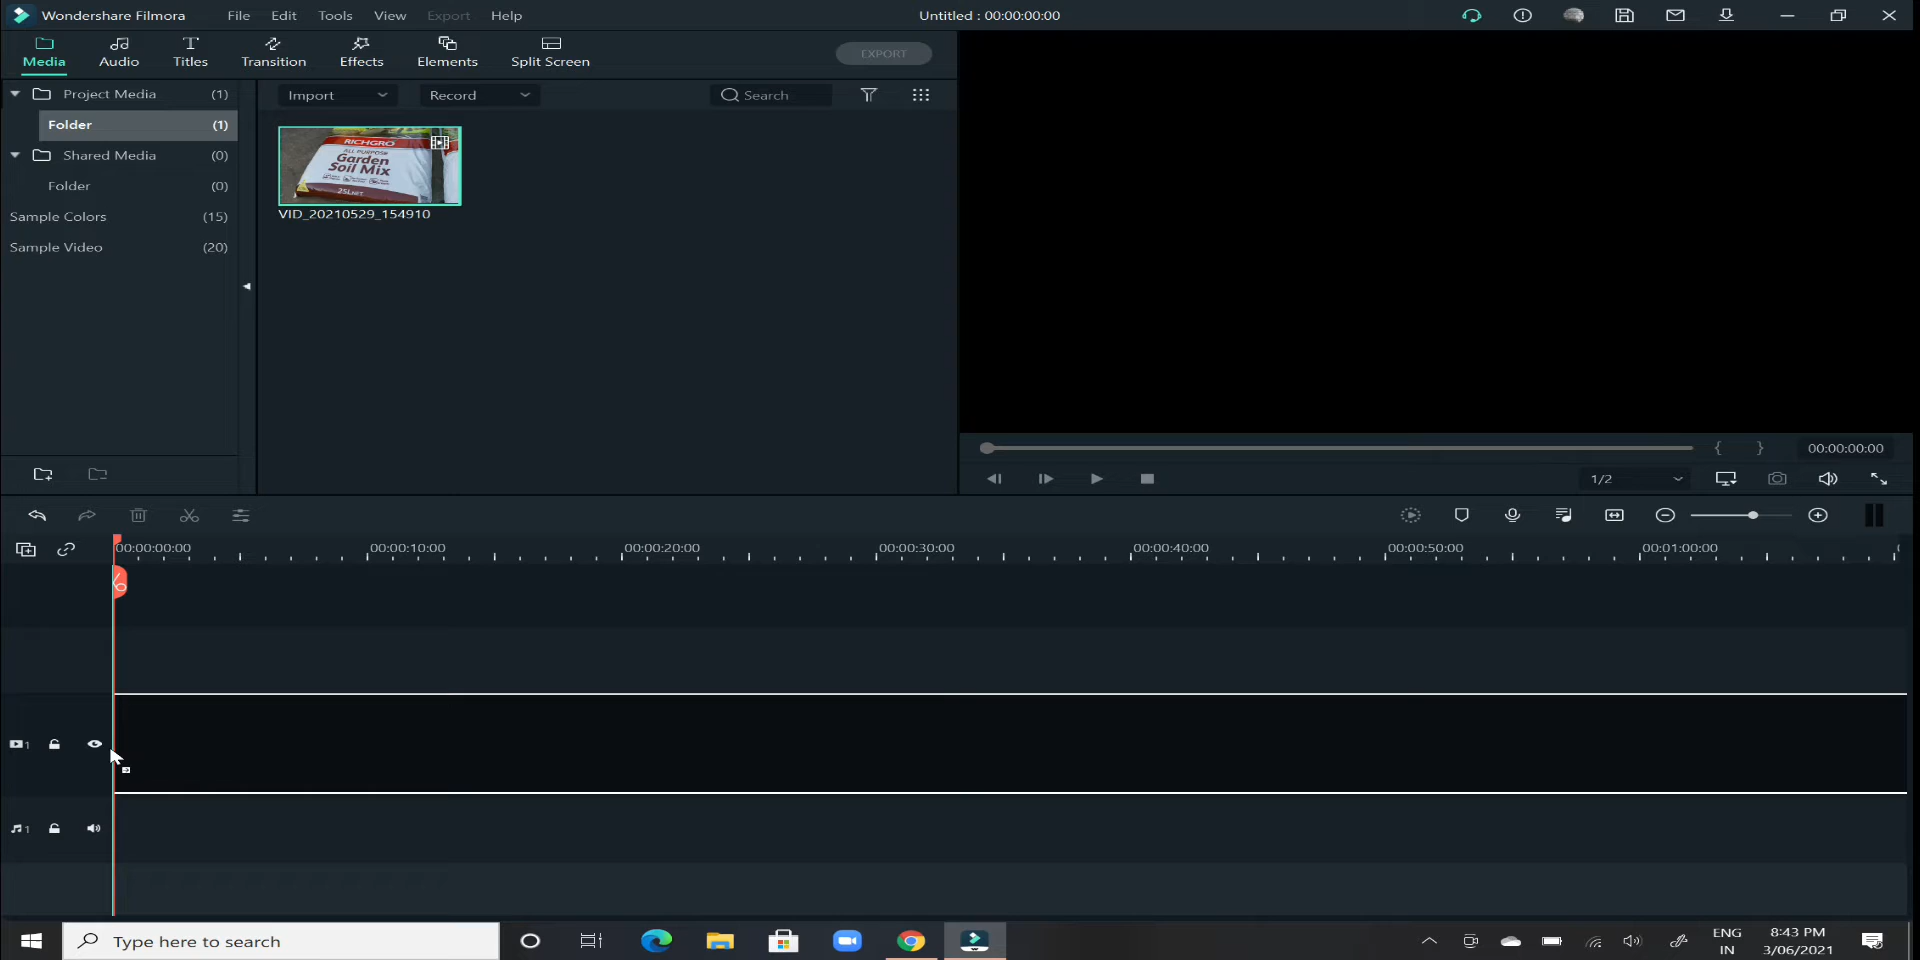 Wondershare Filmora File Edit Tools View Export Help Untitled : 00:00:00:00
Media Audio Titles Transition Effects Elements Split Screen EXPORT
Project Media (1)
Folder (1)
Shared Media (0)
Folder (0)
Sample Colors (15)
Sample Video (20)
Import Record Search
RICHGRO
ALL PURPOSE
Garden
Soil Mix
25L NET
VID_20210529_154910
{ } 00:00:00:00
1/2
00:00:00:00 00:00:10:00 00:00:20:00 00:00:30:00 00:00:40:00 00:00:50:00 00:01:00:00
1
1
Type here to search
ENG
IN
8:43 PM
3/06/2021